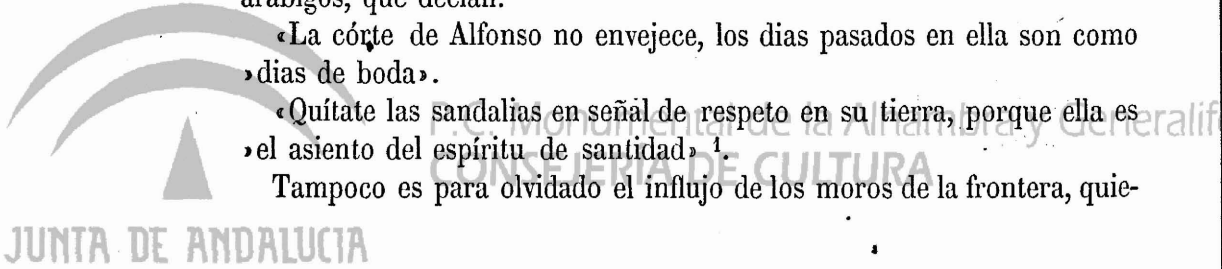 arábigos, que decían:
«La córte de Alfonso no envejece, los dias pasados en ella son como
»dias de boda».
«Quítate las sandalias en señal de respeto en su tierra, porque ella es
»el asiento del espíritu de santidad» 1.
Tampoco es para olvidado el influjo de los moros de la frontera, quie-
P.C. Monumental de la Alhambra y Generalif
CONSEJERÍA DE CULTURA
JUNTA DE ANDALUCIA